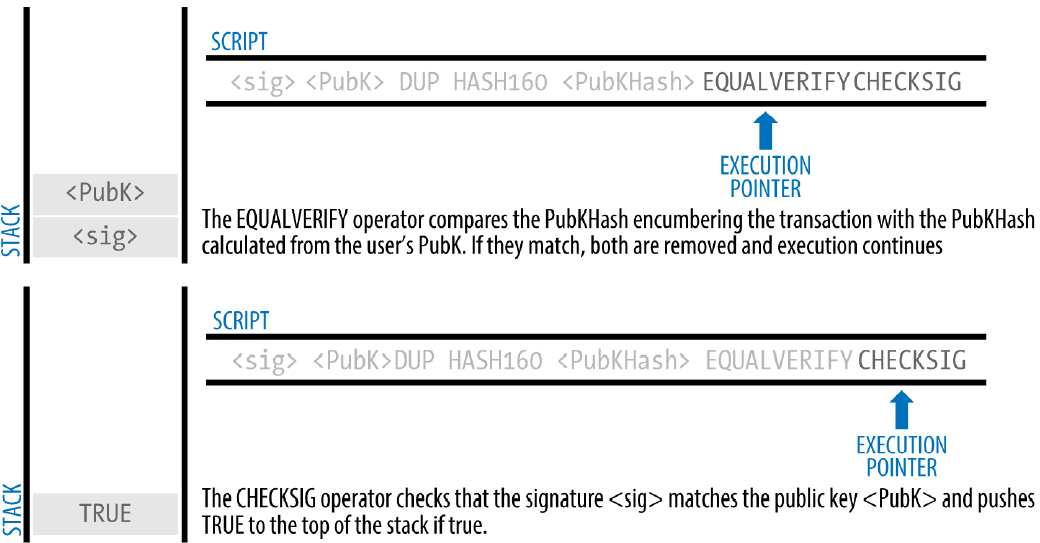 SCRIPT
<sig> <PubK> DUP HASH160 <PubKHash> EQUALVERIFY CHECKSIG
EXECUTION
POINTER
STACK
<PubK>
<sig>
The EQUALVERIFY operator compares the PubKHash encumbering the transaction with the PubKHash
calculated from the user's PubK. If they match, both are removed and execution continues
SCRIPT
<sig> <PubK>DUP HASH160 <PubKHash> EQUALVERIFY CHECKSIG
EXECUTION
POINTER
STACK
TRUE
The CHECKSIG operator checks that the signature <sig> matches the public key <PubK> and pushes
TRUE to the top of the stack if true.